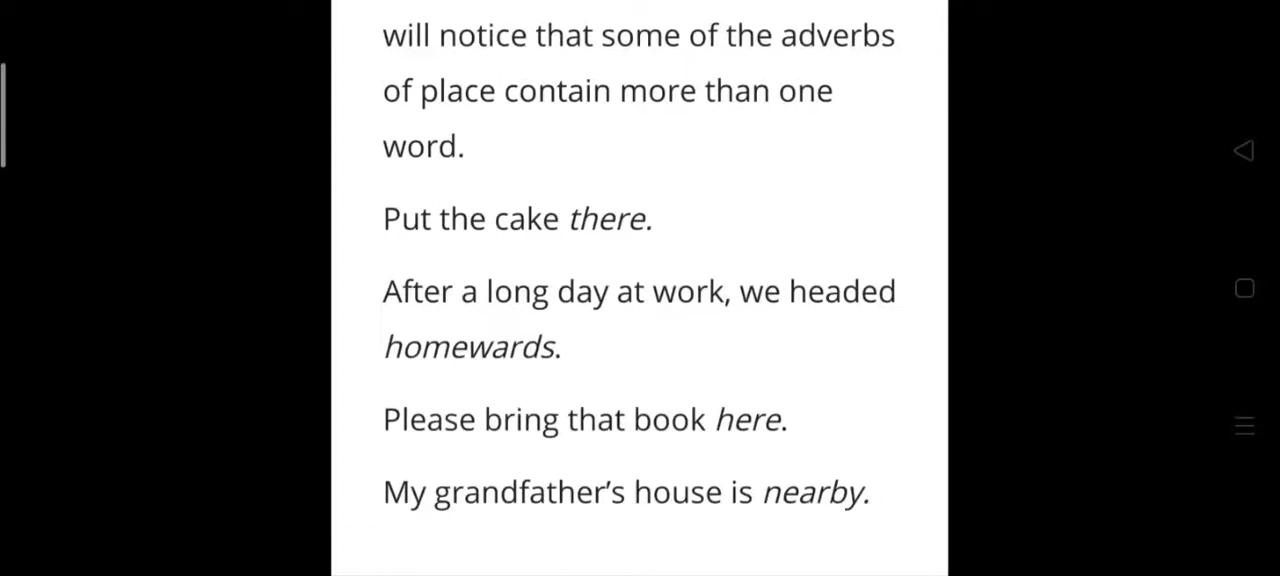 will notice that some of the adverbs
of place contain more than one
word.
Put the cake there.
After a long day at work, we headed
homewards.
Please bring that book here.
My grandfather’s house is nearby.